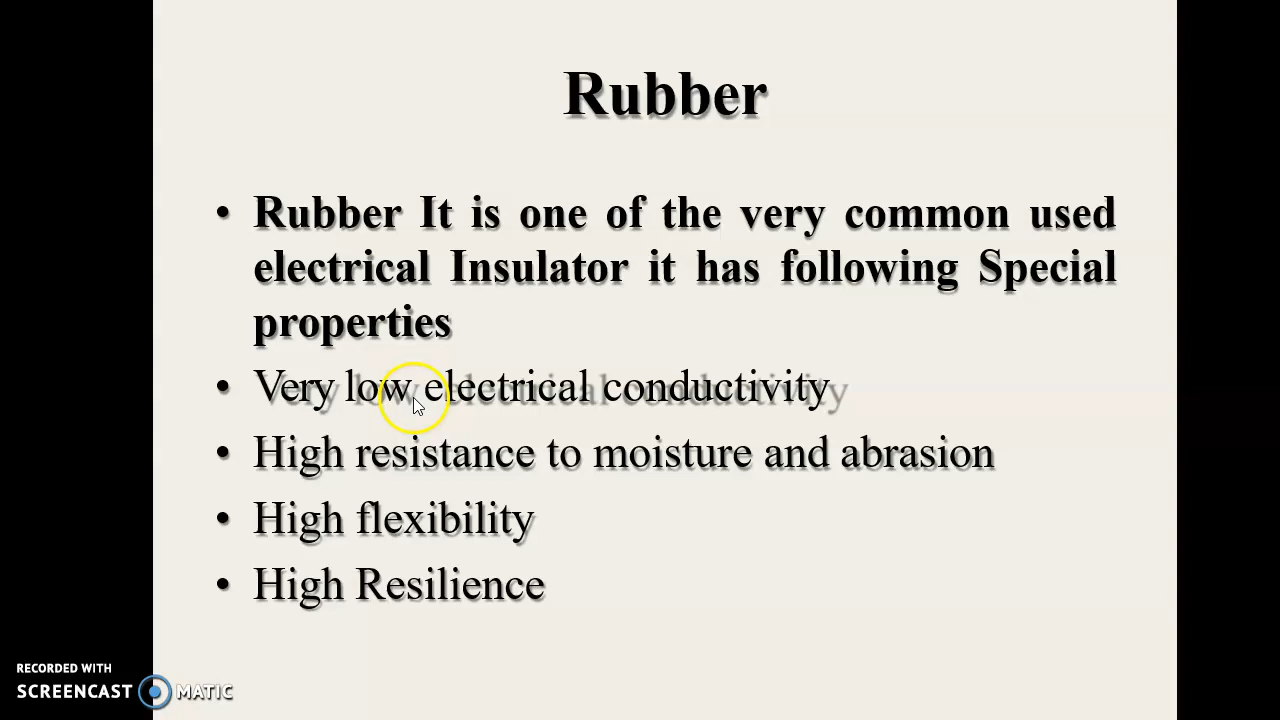 Rubber
• Rubber It is one of the very common used
electrical Insulator it has following Special
properties
• Very low electrical conductivity
• High resistance to moisture and abrasion
• High flexibility
• High Resilience
RECORDED WITH
SCREENCAST MATIC